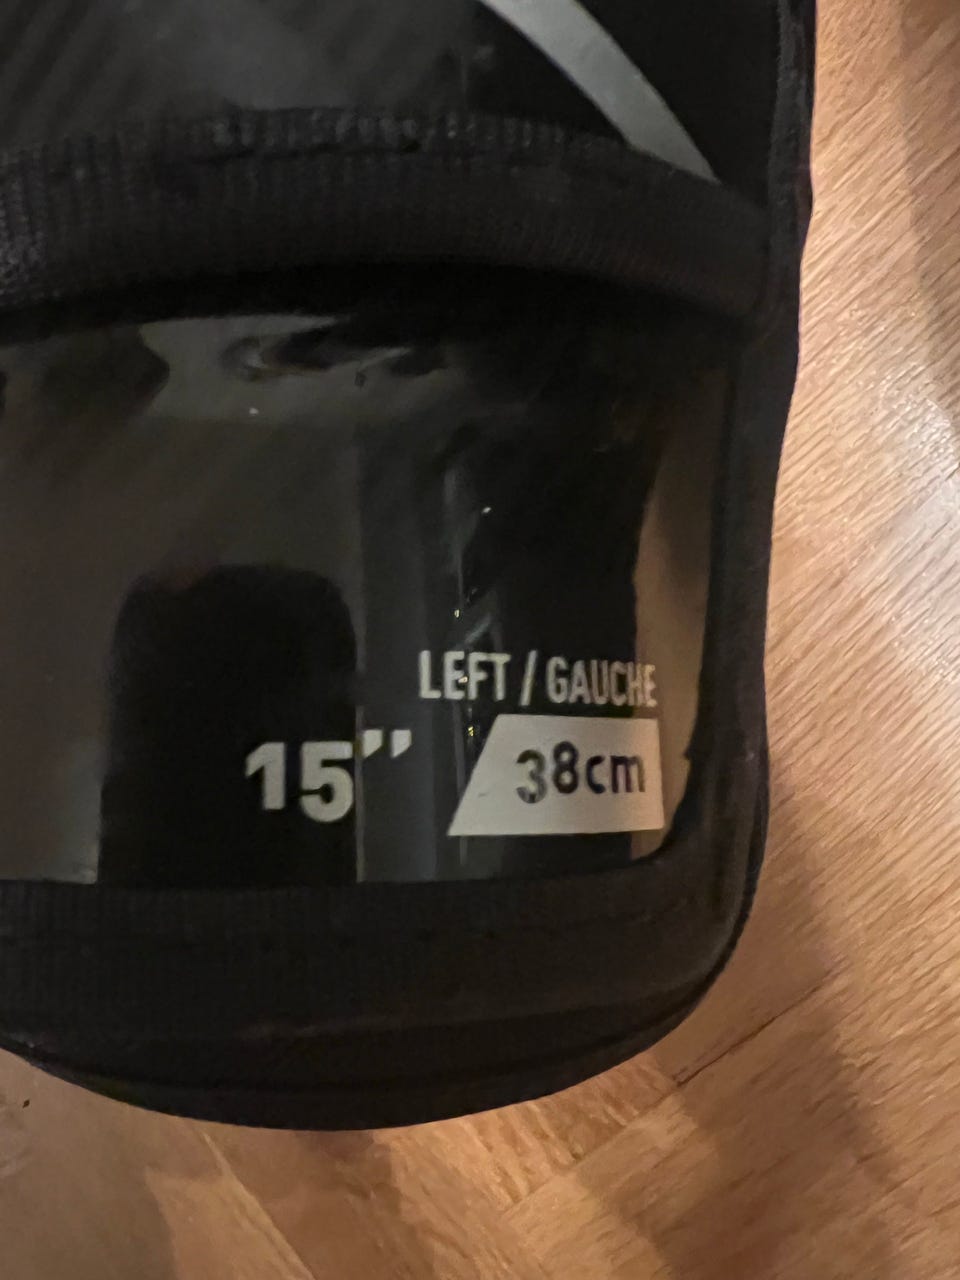 LEFT / GAUCHE
15" 38cm